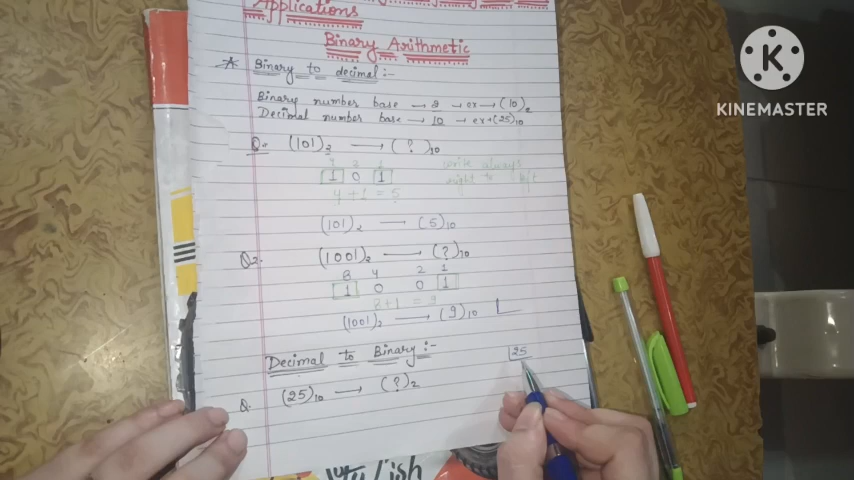 Applications
Binary Arithmetic
Binary to decimal :-
Binary number base → 2 → ex → (10)₂
Decimal number base → 10 → ex → (25)₁₀
Q:- (101)₂ → (?)₁₀
4 2 1
1 0 1
write always
right to left
4 + 1 = 5
(101)₂ → (5)₁₀
Q2. (1001)₂ → (?)₁₀
8 4 2 1
1 0 0 1
8+1 = 9
(1001)₂ → (9)₁₀
Decimal to Binary :-
25
Q. (25)₁₀ → (?)₂
K
KINEMASTER